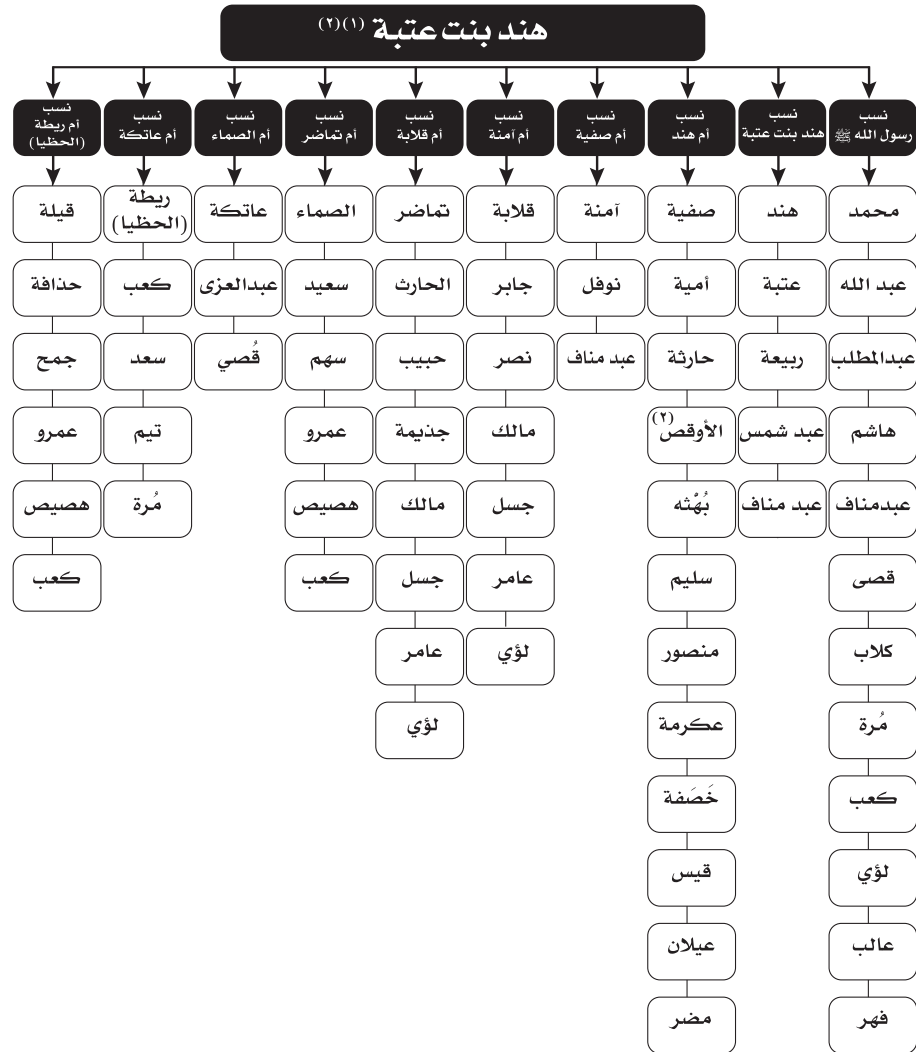 هند بنت عتبة (١)(٢)
نسب
رسول الله ﷺ
محمد
عبد الله
عبدالمطلب
هاشم
عبدمناف
قصى
كلاب
مُرة
كعب
لؤي
عالب
فهر
نسب
هند بنت عتبة
هند
عتبة
ربيعة
عبد شمس
عبد مناف
نسب
أم هند
صفية
أمية
حارثة
الأوقص (٢)
بُهْثه
سليم
منصور
عكرمة
خَصَفة
قيس
عيلان
مضر
نسب
أم صفية
آمنة
نوفل
عبد مناف
نسب
أم آمنة
قلابة
جابر
نصر
مالك
جسل
عامر
لؤي
نسب
أم قلابة
تماضر
الحارث
حبيب
جذيمة
مالك
جسل
عامر
لؤي
نسب
أم تماضر
الصماء
سعيد
سهم
عمرو
هصيص
كعب
نسب
أم الصماء
عاتكة
عبدالعزى
قُصي
نسب
أم عاتكة
ريطة
(الحظيا)
كعب
سعد
تيم
مُرة
نسب
أم ريطة
(الحظيا)
قيلة
حذافة
جمح
عمرو
هصيص
كعب